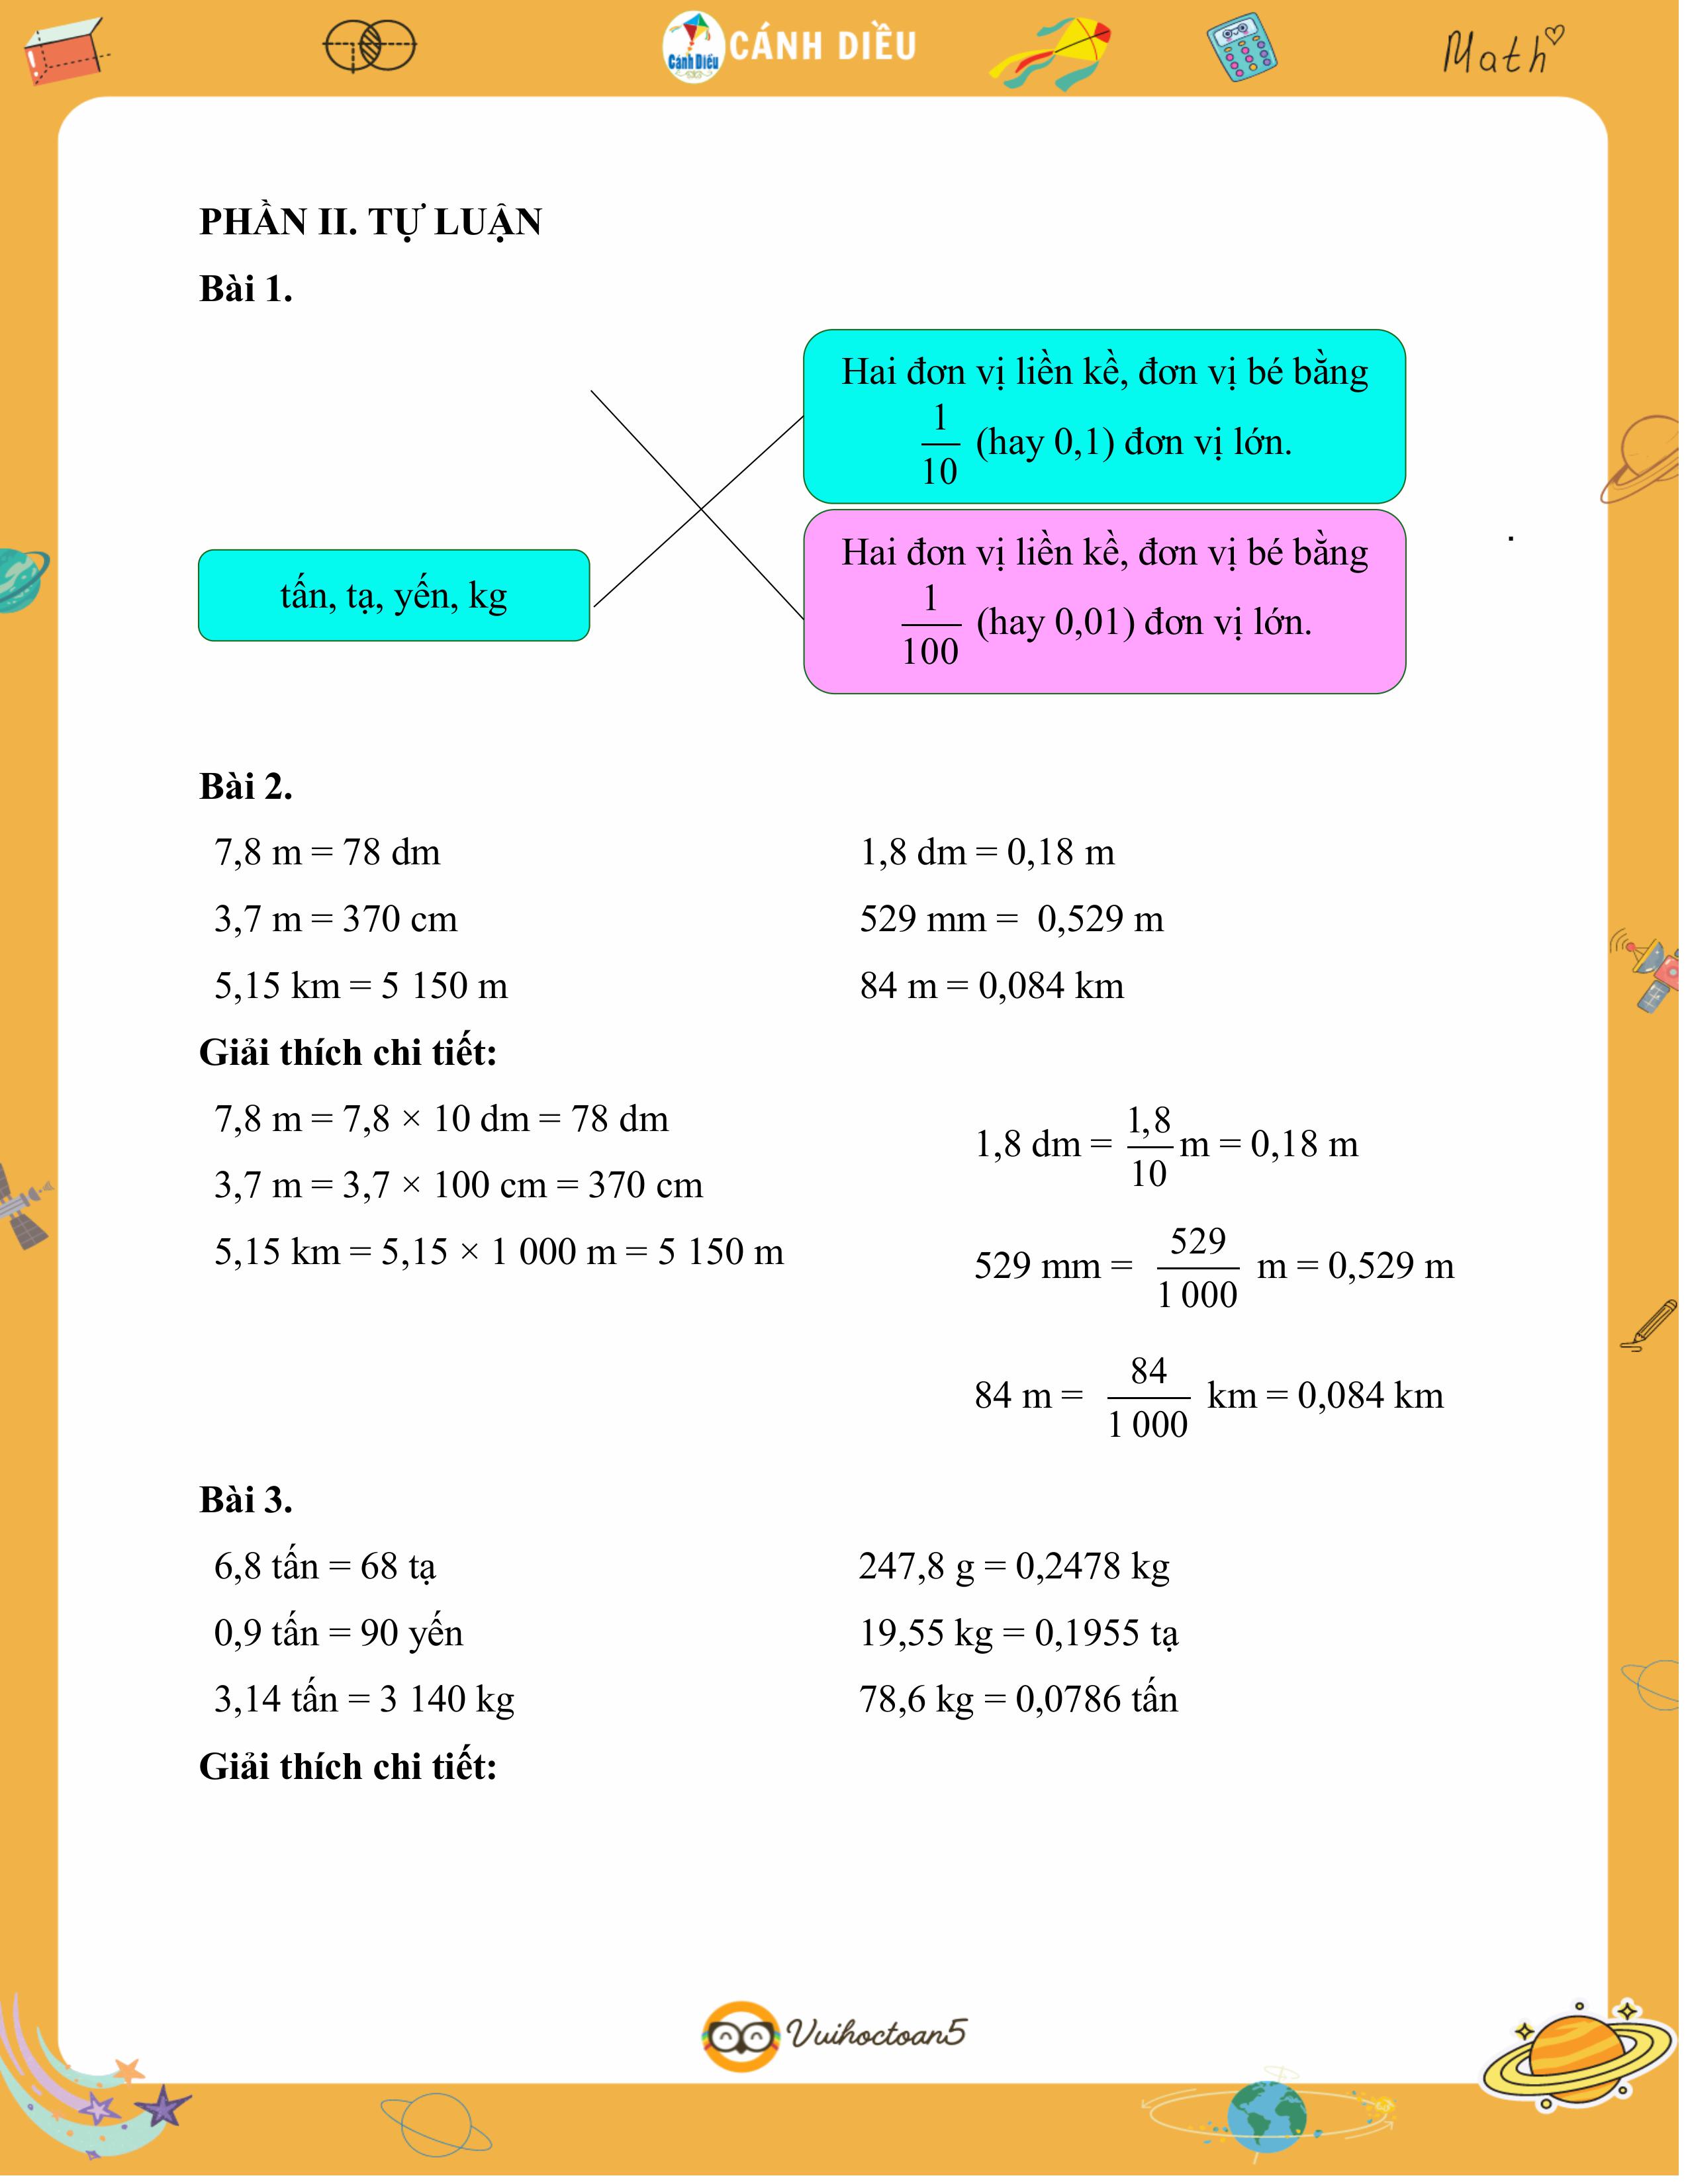 Cánh Diều
CÁNH DIỀU
Math
PHẦN II. TỰ LUẬN
Bài 1.
Hai đơn vị liền kề, đơn vị bé bằng
1/10 (hay 0,1) đơn vị lớn.
Hai đơn vị liền kề, đơn vị bé bằng
1/100 (hay 0,01) đơn vị lớn.
.
tấn, tạ, yến, kg
Bài 2.
7,8 m = 78 dm
1,8 dm = 0,18 m
3,7 m = 370 cm
529 mm = 0,529 m
5,15 km = 5 150 m
84 m = 0,084 km
Giải thích chi tiết:
7,8 m = 7,8 × 10 dm = 78 dm
3,7 m = 3,7 × 100 cm = 370 cm
5,15 km = 5,15 × 1 000 m = 5 150 m
1,8 dm = 1,8/10 m = 0,18 m
529 mm = 529/1 000 m = 0,529 m
84 m = 84/1 000 km = 0,084 km
Bài 3.
6,8 tấn = 68 tạ
247,8 g = 0,2478 kg
0,9 tấn = 90 yến
19,55 kg = 0,1955 tạ
3,14 tấn = 3 140 kg
78,6 kg = 0,0786 tấn
Giải thích chi tiết:
Vuihoctoan5